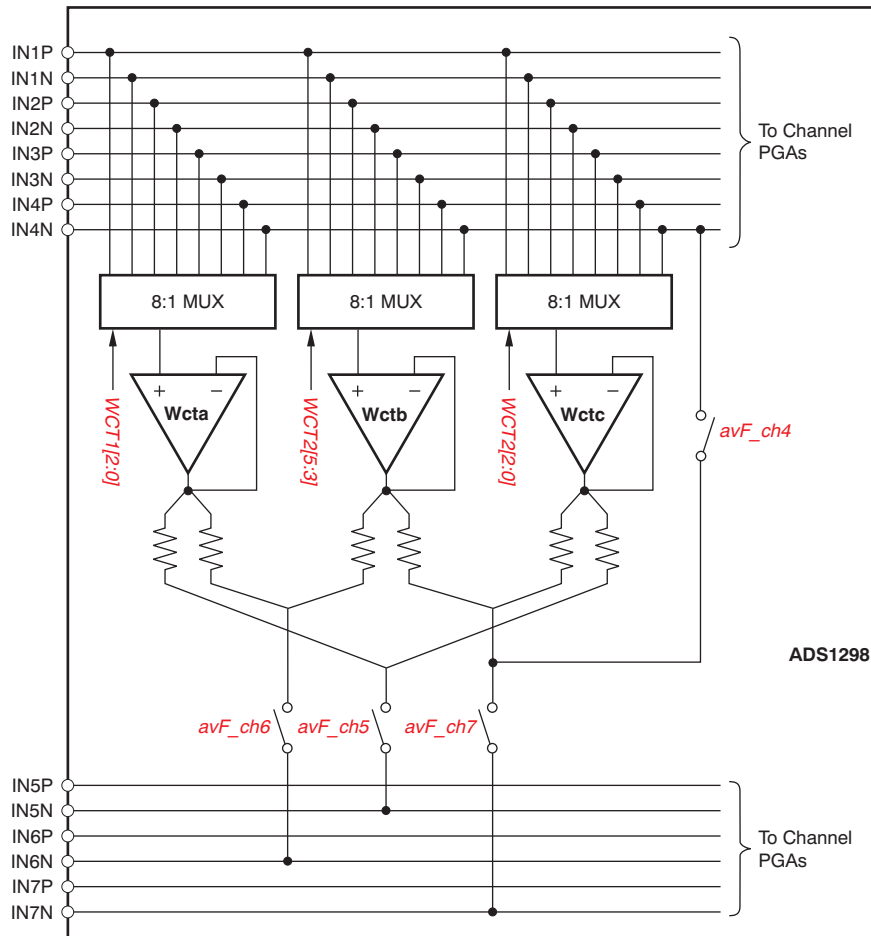 IN1P
IN1N
IN2P
IN2N
IN3P
IN3N
IN4P
IN4N
To Channel
PGAs
8:1 MUX
8:1 MUX
8:1 MUX
+ −
Wcta
+ −
Wctb
+ −
Wctc
WCT1[2:0]
WCT2[5:3]
WCT2[2:0]
avF_ch4
ADS1298
avF_ch6
avF_ch5
avF_ch7
IN5P
IN5N
IN6P
IN6N
IN7P
IN7N
To Channel
PGAs